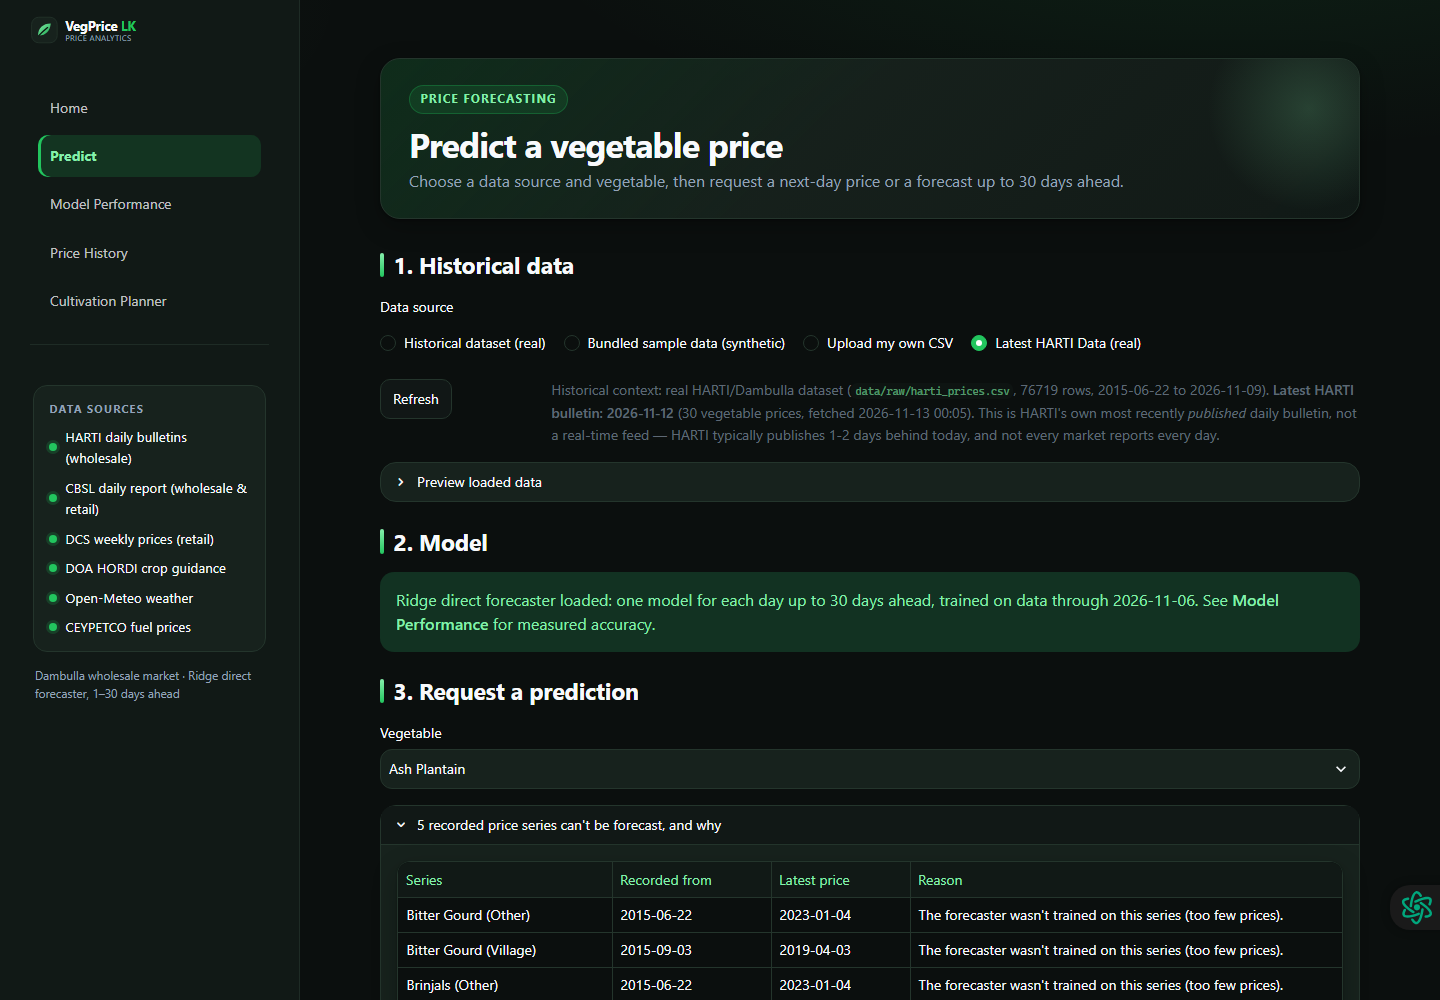 VegPrice LK
PRICE ANALYTICS
Home
Predict
Model Performance
Price History
Cultivation Planner
DATA SOURCES
HARTI daily bulletins
(wholesale)
CBSL daily report (wholesale &
retail)
DCS weekly prices (retail)
DOA HORDI crop guidance
Open-Meteo weather
CEYPETCO fuel prices
Dambulla wholesale market · Ridge direct
forecaster, 1–30 days ahead
PRICE FORECASTING
Predict a vegetable price
Choose a data source and vegetable, then request a next-day price or a forecast up to 30 days ahead.
1. Historical data
Data source
Historical dataset (real)
Bundled sample data (synthetic)
Upload my own CSV
Latest HARTI Data (real)
Refresh
Historical context: real HARTI/Dambulla dataset ( data/raw/harti_prices.csv , 76719 rows, 2015-06-22 to 2026-11-09). Latest HARTI
bulletin: 2026-11-12 (30 vegetable prices, fetched 2026-11-13 00:05). This is HARTI's own most recently published daily bulletin, not
a real-time feed — HARTI typically publishes 1-2 days behind today, and not every market reports every day.
Preview loaded data
2. Model
Ridge direct forecaster loaded: one model for each day up to 30 days ahead, trained on data through 2026-11-06. See Model
Performance for measured accuracy.
3. Request a prediction
Vegetable
Ash Plantain
5 recorded price series can't be forecast, and why
Series Recorded from Latest price Reason
Bitter Gourd (Other) 2015-06-22 2023-01-04 The forecaster wasn't trained on this series (too few prices).
Bitter Gourd (Village) 2015-09-03 2019-04-03 The forecaster wasn't trained on this series (too few prices).
Brinjals (Other) 2015-06-22 2023-01-04 The forecaster wasn't trained on this series (too few prices).